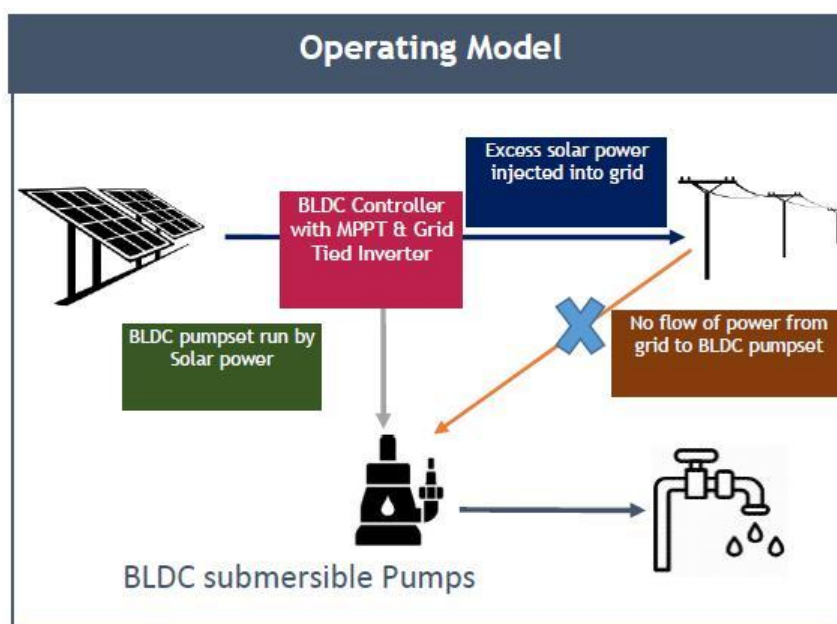 Operating Model
Excess solar power
injected into grid
BLDC Controller
with MPPT & Grid
Tied Inverter
BLDC pumpset run by
Solar power
No flow of power from
grid to BLDC pumpset
BLDC submersible Pumps